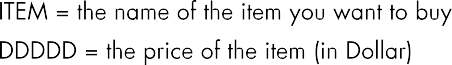 ITEM = the name of the item you want to buy
DDDDD = the price of the item (in Dollar)